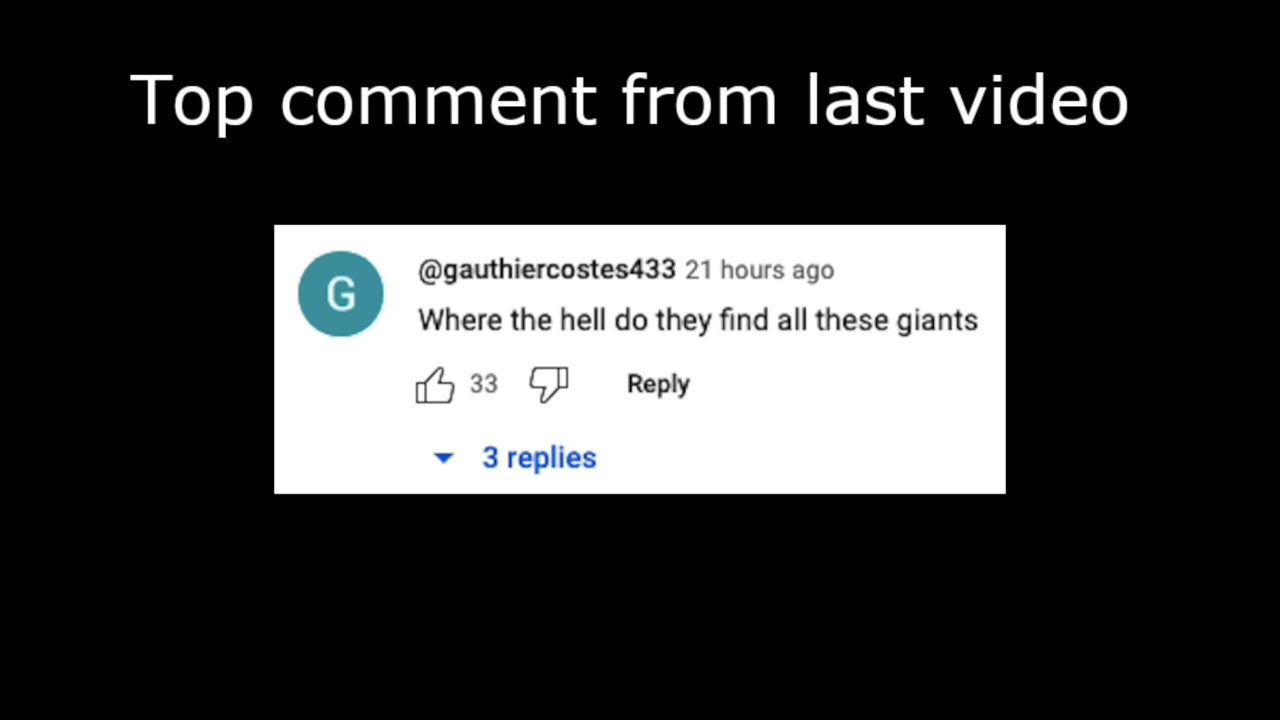 Top comment from last video
G
@gauthiercostes433 21 hours ago
Where the hell do they find all these giants
33 Reply
3 replies